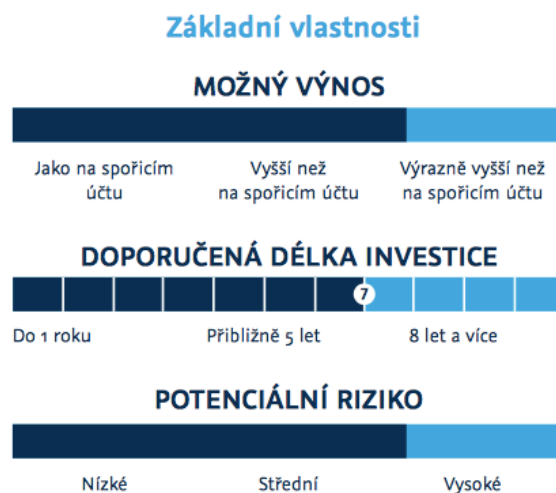 Základní vlastnosti
MOŽNÝ VÝNOS
Jako na spořicím účtu
Vyšší než na spořicím účtu
Výrazně vyšší než na spořicím účtu
DOPORUČENÁ DÉLKA INVESTICE
7
Do 1 roku
Přibližně 5 let
8 let a více
POTENCIÁLNÍ RIZIKO
Nízké
Střední
Vysoké